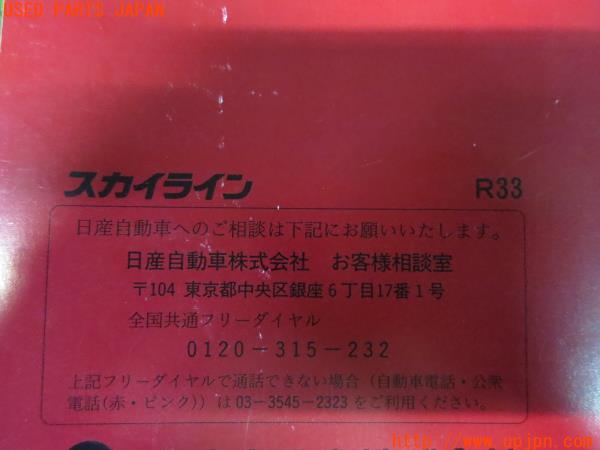 USED PARTS JAPAN
スカイライン R33
日産自動車へのご相談は下記にお願いいたします。
日産自動車株式会社 お客様相談室
〒104 東京都中央区銀座6丁目17番1号
全国共通フリーダイヤル
0120-315-232
上記フリーダイヤルで通話できない場合(自動車電話・公衆
電話(赤・ピンク))は03-3545-2323をご利用ください。
http://www.upjpn.com/